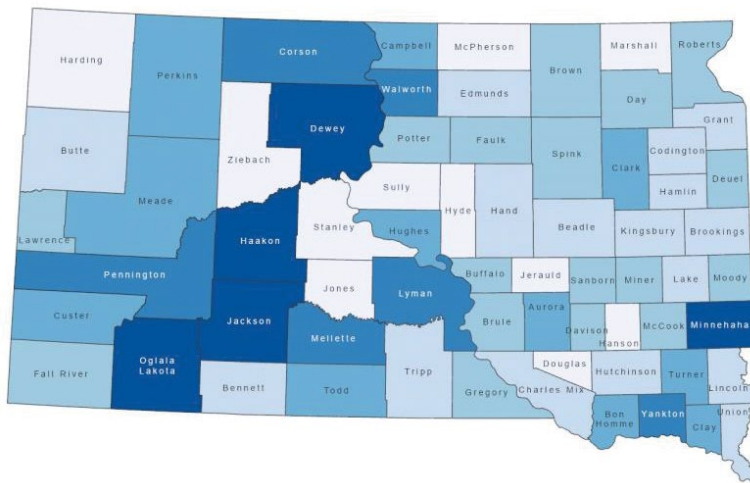 Harding
Perkins
Corson
Campbell
McPherson
Marshall
Roberts
Brown
Walworth
Edmunds
Day
Dewey
Grant
Butte
Ziebach
Potter
Faulk
Spink
Clark
Codington
Hamlin
Deuel
Meade
Sully
Hyde
Hand
Stanley
Hughes
Beadle
Kingsbury
Brookings
Lawrence
Haakon
Pennington
Jones
Lyman
Buffalo
Jerauld
Sanborn
Miner
Lake
Moody
Custer
Jackson
Mellette
Brule
Aurora
Davison
Hanson
McCook
Minnehaha
Oglala
Lakota
Fall River
Bennett
Todd
Tripp
Gregory
Charles Mix
Douglas
Hutchinson
Turner
Lincoln
Bon
Homme
Yankton
Clay
Union